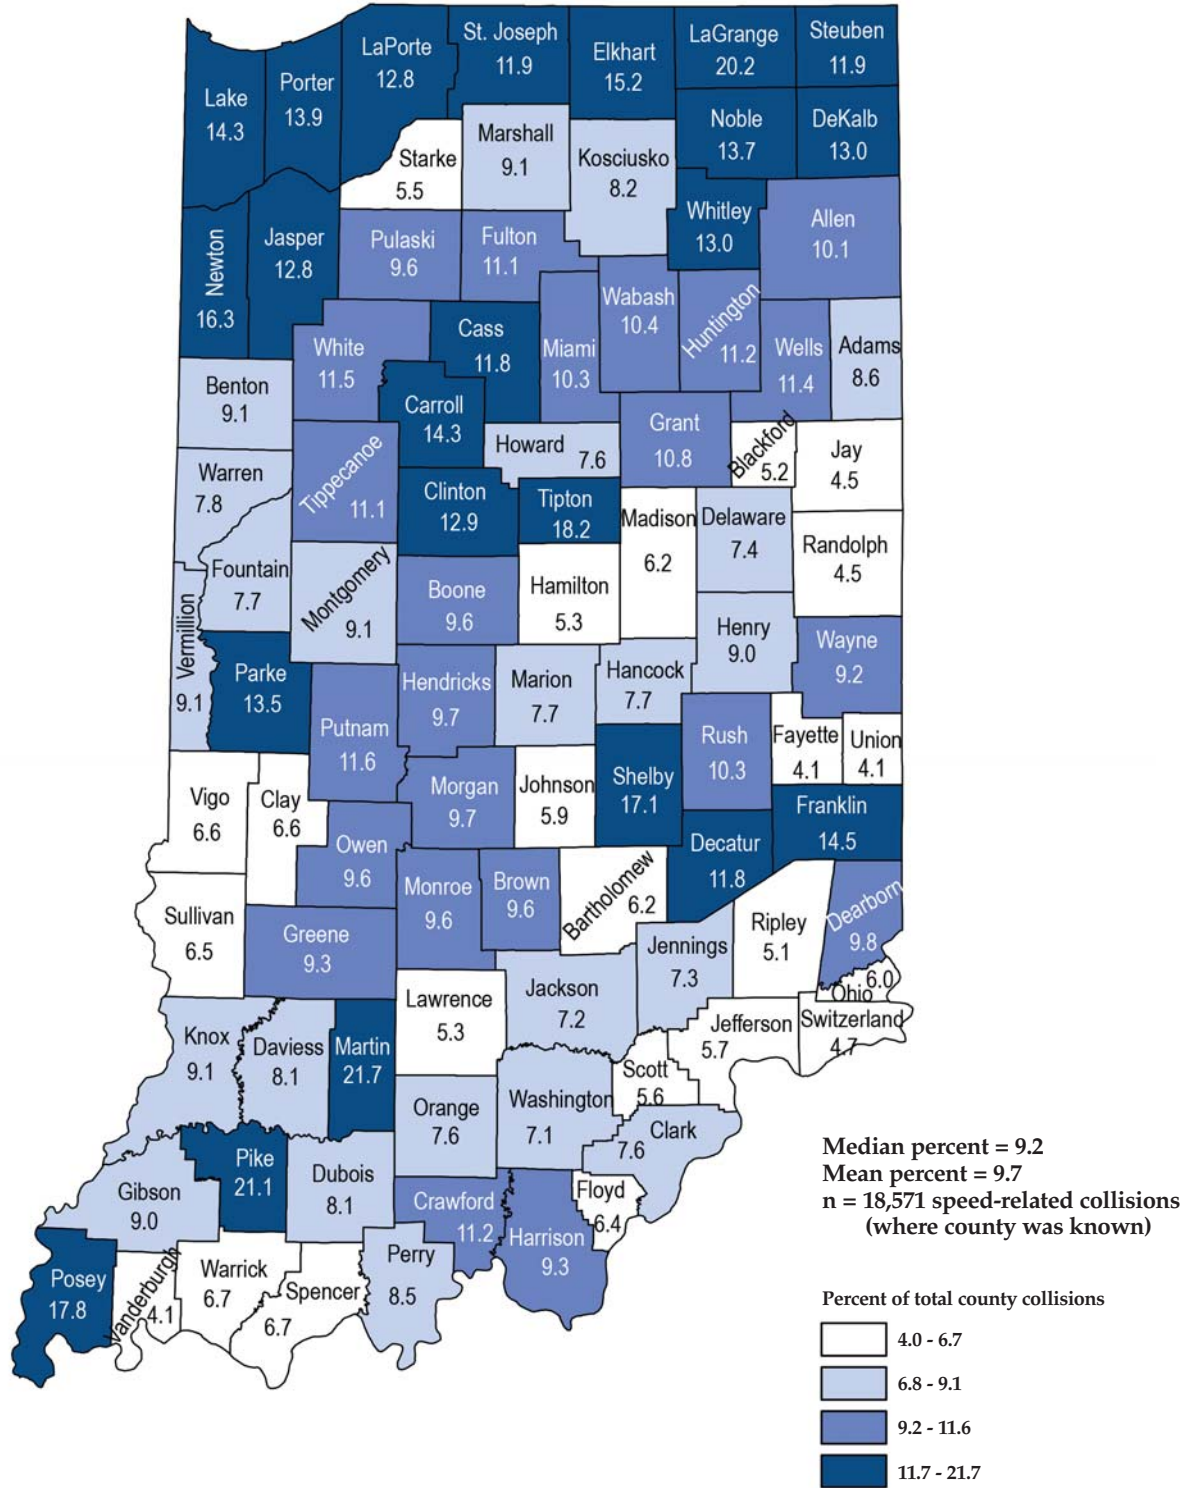 St. Joseph
11.9
LaGrange
20.2
Steuben
11.9
LaPorte
12.8
Elkhart
15.2
Porter
13.9
Lake
14.3
Noble
13.7
DeKalb
13.0
Marshall
9.1
Starke
5.5
Kosciusko
8.2
Whitley
13.0
Allen
10.1
Newton
16.3
Jasper
12.8
Pulaski
9.6
Fulton
11.1
Wabash
10.4
Huntington
11.2
White
11.5
Cass
11.8
Miami
10.3
Wells
11.4
Adams
8.6
Benton
9.1
Carroll
14.3
Howard
7.6
Grant
10.8
Blackford
5.2
Jay
4.5
Warren
7.8
Tippecanoe
11.1
Clinton
12.9
Tipton
18.2
Madison
6.2
Delaware
7.4
Randolph
4.5
Fountain
7.7
Montgomery
9.1
Boone
9.6
Hamilton
5.3
Vermillion
9.1
Henry
9.0
Wayne
9.2
Parke
13.5
Hendricks
9.7
Marion
7.7
Hancock
7.7
Putnam
11.6
Rush
10.3
Fayette
4.1
Union
4.1
Vigo
6.6
Clay
6.6
Morgan
9.7
Johnson
5.9
Shelby
17.1
Franklin
14.5
Owen
9.6
Decatur
11.8
Monroe
9.6
Brown
9.6
Bartholomew
6.2
Sullivan
6.5
Greene
9.3
Ripley
5.1
Dearborn
9.8
Jennings
7.3
6.0
Ohio
Lawrence
5.3
Jackson
7.2
Knox
9.1
Daviess
8.1
Martin
21.7
Jefferson
5.7
Switzerland
4.7
Scott
5.6
Orange
7.6
Washington
7.1
Clark
7.6
Pike
21.1
Dubois
8.1
Gibson
9.0
Crawford
11.2
Floyd
6.4
Harrison
9.3
Posey
17.8
Vanderburgh
4.1
Warrick
6.7
Spencer
6.7
Perry
8.5
Median percent = 9.2
Mean percent = 9.7
n = 18,571 speed-related collisions
(where county was known)
Percent of total county collisions
4.0 - 6.7
6.8 - 9.1
9.2 - 11.6
11.7 - 21.7